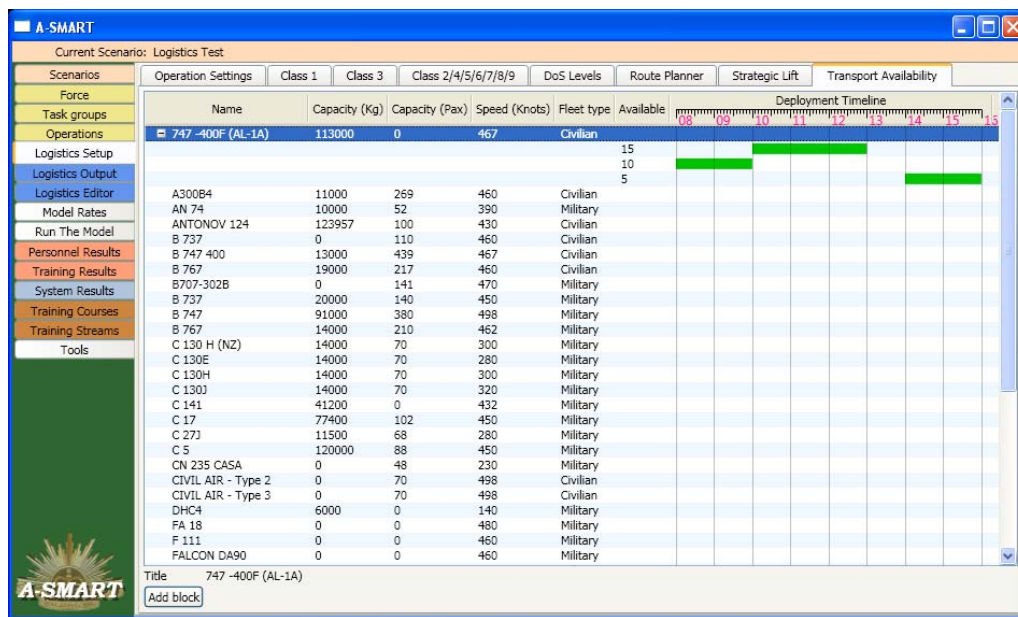 A-SMART
Current Scenario: Logistics Test
Scenarios
Force
Task groups
Operations
Logistics Setup
Logistics Output
Logistics Editor
Model Rates
Run The Model
Personnel Results
Training Results
System Results
Training Courses
Training Streams
Tools
A-SMART
Operation Settings Class 1 Class 3 Class 2/4/5/6/7/8/9 DoS Levels Route Planner Strategic Lift Transport Availability
Name Capacity (Kg) Capacity (Pax) Speed (Knots) Fleet type Available Deployment Timeline
08 09 10 11 12 13 14 15 16
747 -400F (AL-1A) 113000 0 467 Civilian
15
10
5
A300B4 11000 269 460 Civilian
AN 74 10000 52 390 Military
ANTONOV 124 123957 100 430 Civilian
B 737 0 110 460 Civilian
B 747 400 13000 439 467 Civilian
B 767 19000 217 460 Civilian
B707-302B 0 141 470 Military
B 737 20000 140 450 Military
B 747 91000 380 498 Military
B 767 14000 210 462 Military
C 130 H (NZ) 14000 70 300 Military
C 130E 14000 70 280 Military
C 130H 14000 70 300 Military
C 130J 14000 70 320 Military
C 141 41200 0 432 Military
C 17 77400 102 450 Military
C 27J 11500 68 280 Military
C 5 120000 88 450 Military
CN 235 CASA 0 48 230 Military
CIVIL AIR - Type 2 0 70 498 Civilian
CIVIL AIR - Type 3 0 70 498 Civilian
DHC4 6000 0 140 Military
FA 18 0 0 480 Military
F 111 0 0 460 Military
FALCON DA90 0 0 460 Military
Title 747 -400F (AL-1A)
Add block